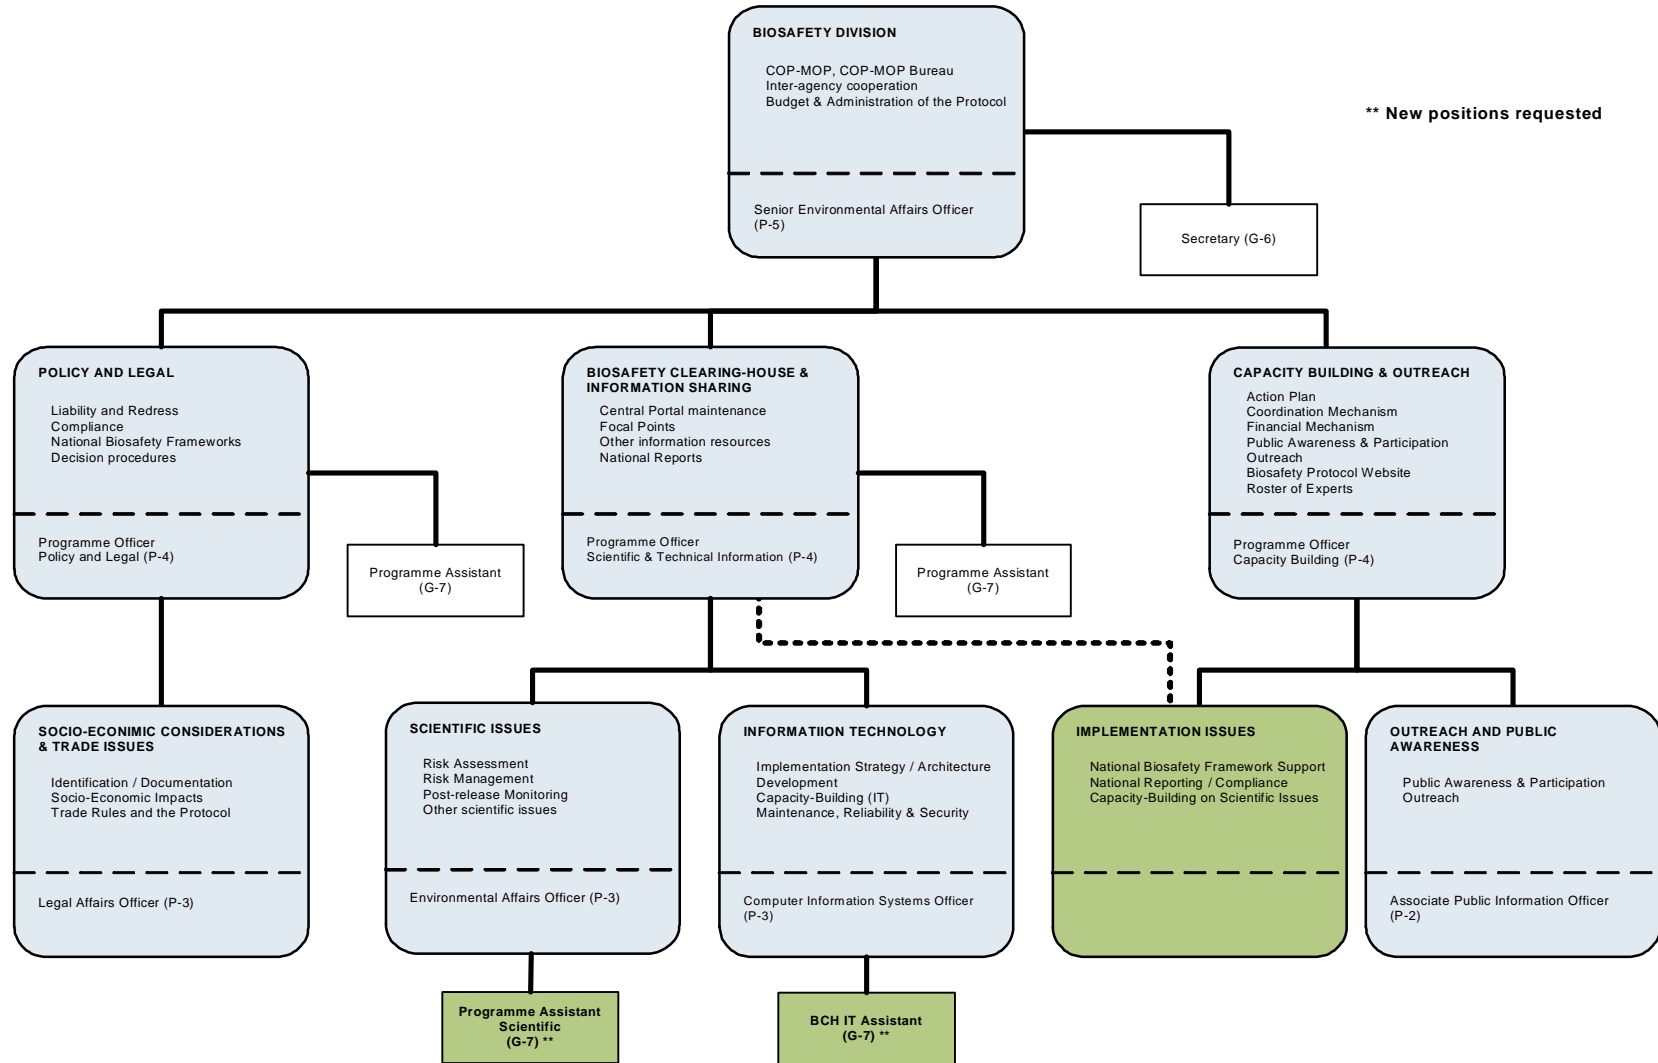 BIOSAFETY DIVISION
COP-MOP, COP-MOP Bureau
Inter-agency cooperation
Budget & Administration of the Protocol
Senior Environmental Affairs Officer
(P-5)
** New positions requested
Secretary (G-6)
POLICY AND LEGAL
Liability and Redress
Compliance
National Biosafety Frameworks
Decision procedures
Programme Officer
Policy and Legal (P-4)
Programme Assistant
(G-7)
BIOSAFETY CLEARING-HOUSE &
INFORMATION SHARING
Central Portal maintenance
Focal Points
Other information resources
National Reports
Programme Officer
Scientific & Technical Information (P-4)
Programme Assistant
(G-7)
CAPACITY BUILDING & OUTREACH
Action Plan
Coordination Mechanism
Financial Mechanism
Public Awareness & Participation
Outreach
Biosafety Protocol Website
Roster of Experts
Programme Officer
Capacity Building (P-4)
SOCIO-ECONIMIC CONSIDERATIONS
& TRADE ISSUES
Identification / Documentation
Socio-Economic Impacts
Trade Rules and the Protocol
Legal Affairs Officer (P-3)
SCIENTIFIC ISSUES
Risk Assessment
Risk Management
Post-release Monitoring
Other scientific issues
Environmental Affairs Officer (P-3)
INFORMATIION TECHNOLOGY
Implementation Strategy / Architecture
Development
Capacity-Building (IT)
Maintenance, Reliability & Security
Computer Information Systems Officer
(P-3)
IMPLEMENTATION ISSUES
National Biosafety Framework Support
National Reporting / Compliance
Capacity-Building on Scientific Issues
OUTREACH AND PUBLIC
AWARENESS
Public Awareness & Participation
Outreach
Associate Public Information Officer
(P-2)
Programme Assistant
Scientific
(G-7) **
BCH IT Assistant
(G-7) **